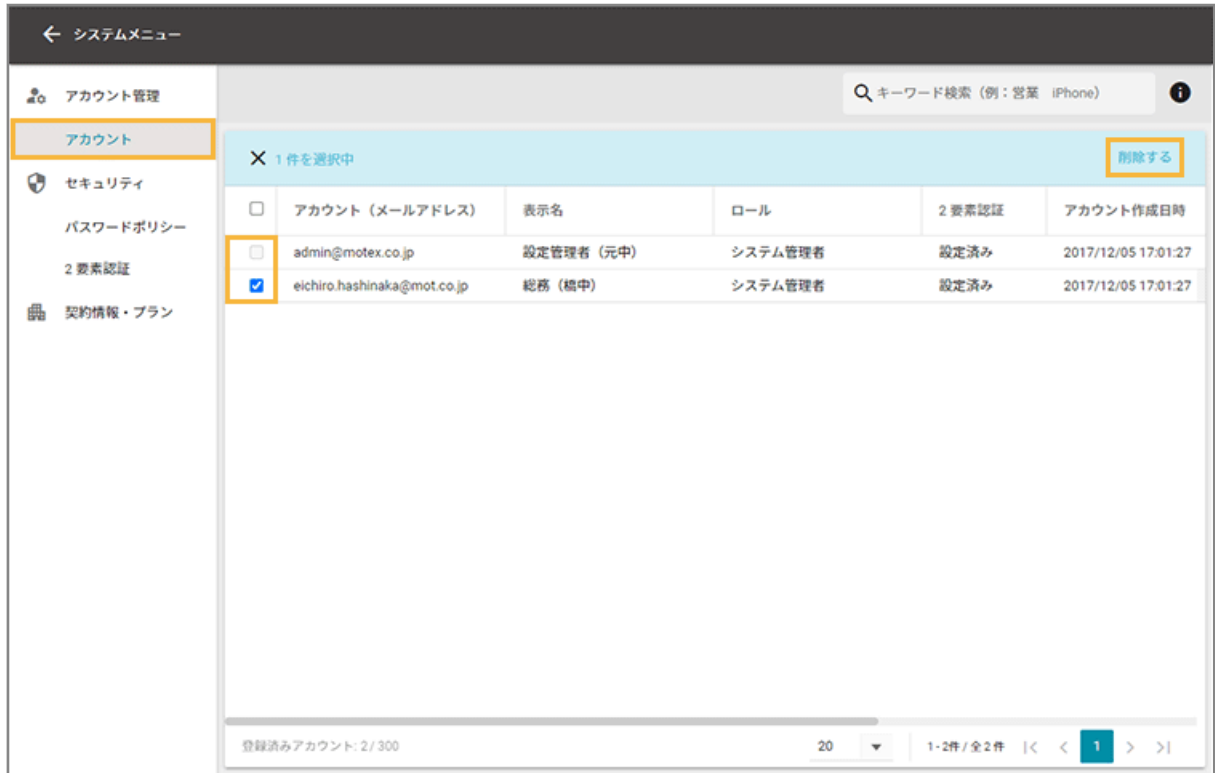 システムメニュー
アカウント管理
キーワード検索（例：営業 iPhone）
アカウント
1 件を選択中
削除する
セキュリティ
アカウント（メールアドレス） 表示名 ロール 2 要素認証 アカウント作成日時
パスワードポリシー
admin@motex.co.jp 設定管理者（元中） システム管理者 設定済み 2017/12/05 17:01:27
2 要素認証
eichiro.hashinaka@mot.co.jp 総務（橋中） システム管理者 設定済み 2017/12/05 17:01:27
契約情報・プラン
登録済みアカウント: 2 / 300 20 1 - 2件 / 全 2 件 1